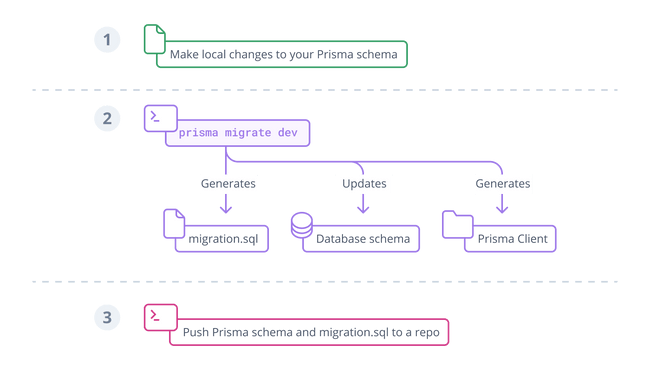 1
Make local changes to your Prisma schema
2
prisma migrate dev
Generates
Updates
Generates
migration.sql
Database schema
Prisma Client
3
Push Prisma schema and migration.sql to a repo